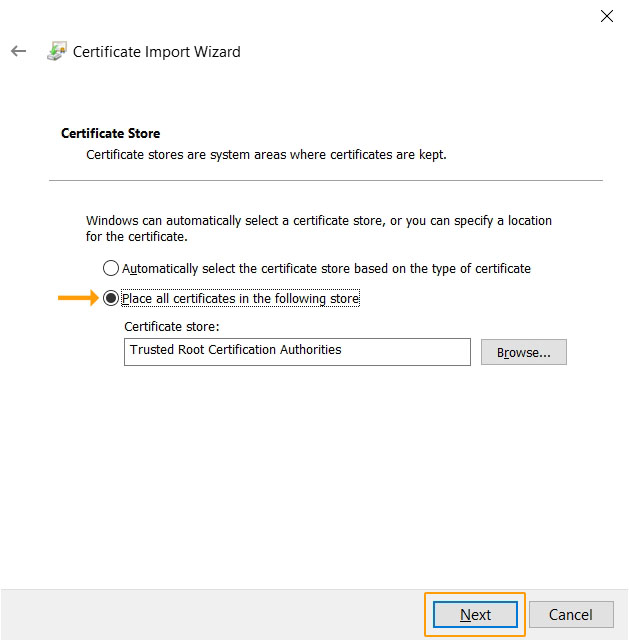 Certificate Import Wizard
Certificate Store
Certificate stores are system areas where certificates are kept.
Windows can automatically select a certificate store, or you can specify a location
for the certificate.
Automatically select the certificate store based on the type of certificate
Place all certificates in the following store
Certificate store:
Trusted Root Certification Authorities
Browse...
Next
Cancel